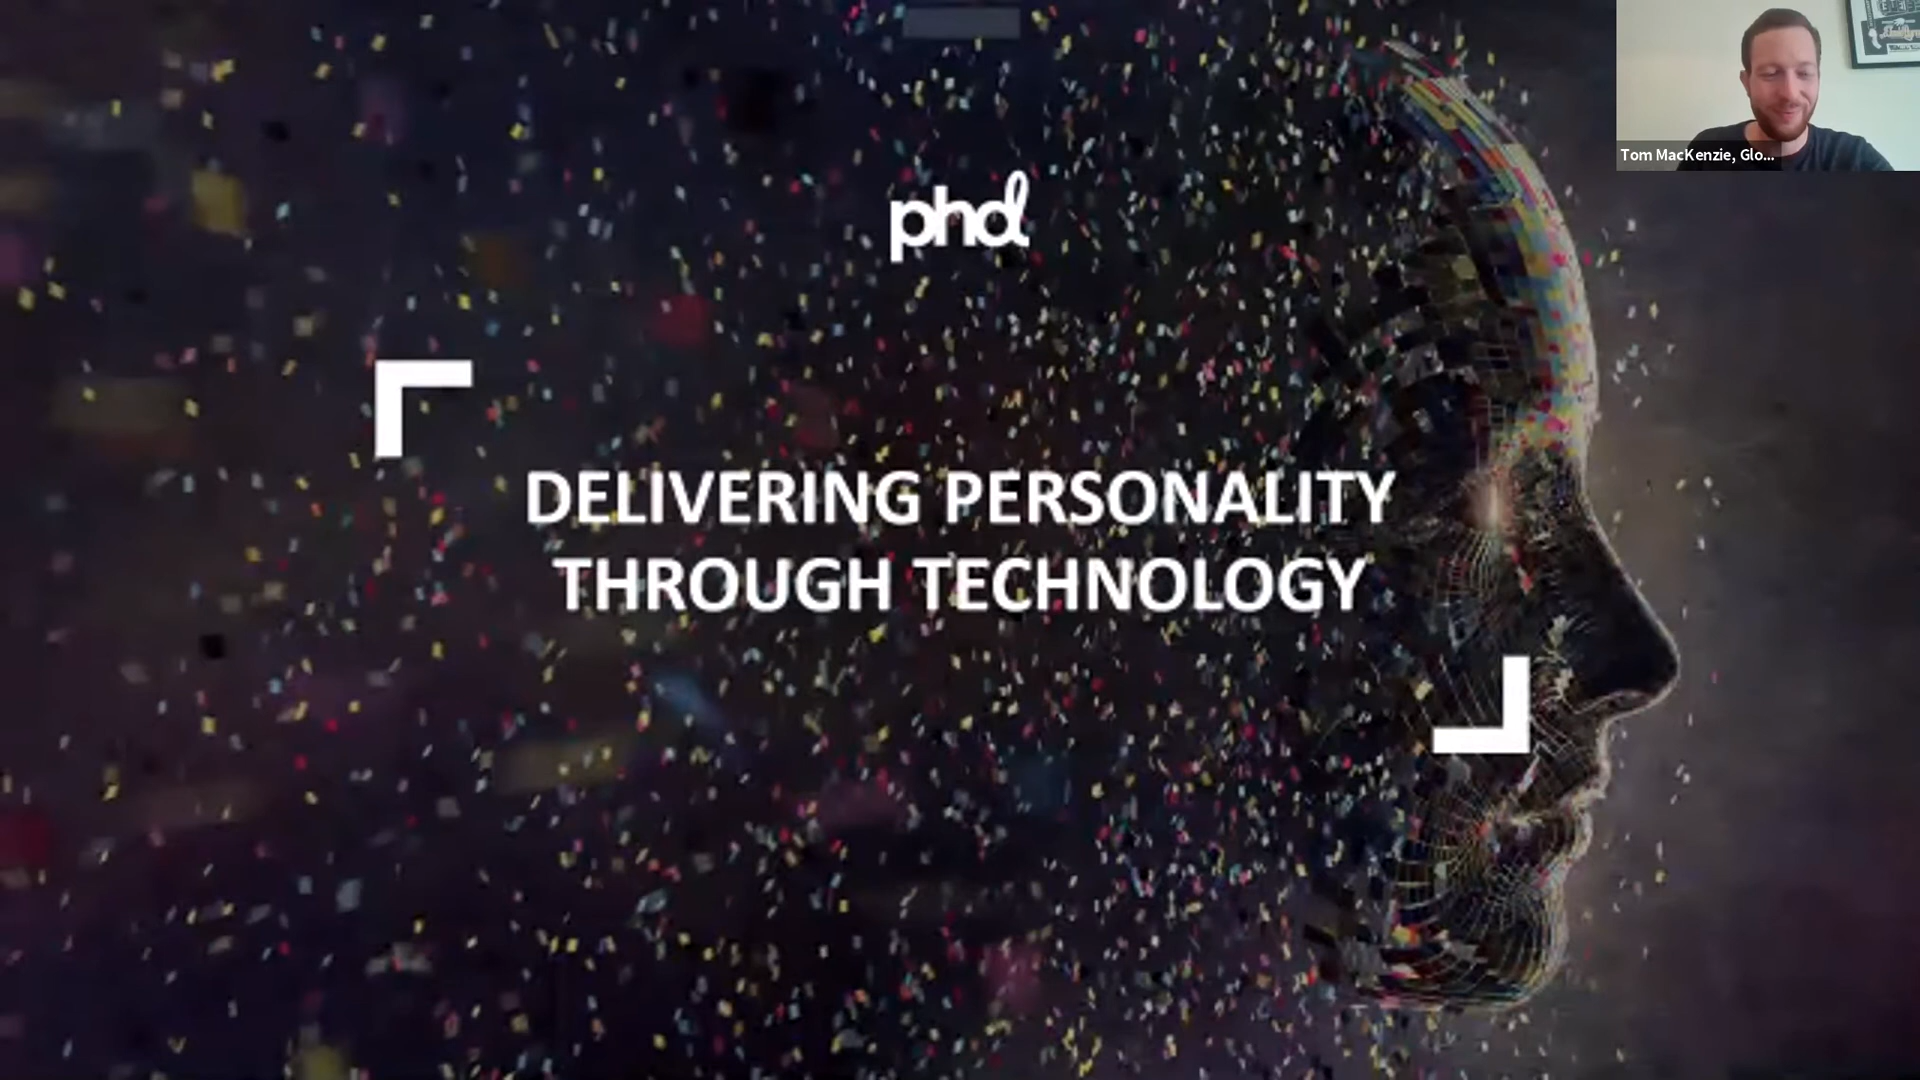 phd
DELIVERING PERSONALITY
THROUGH TECHNOLOGY
Tom MacKenzie, Glo...